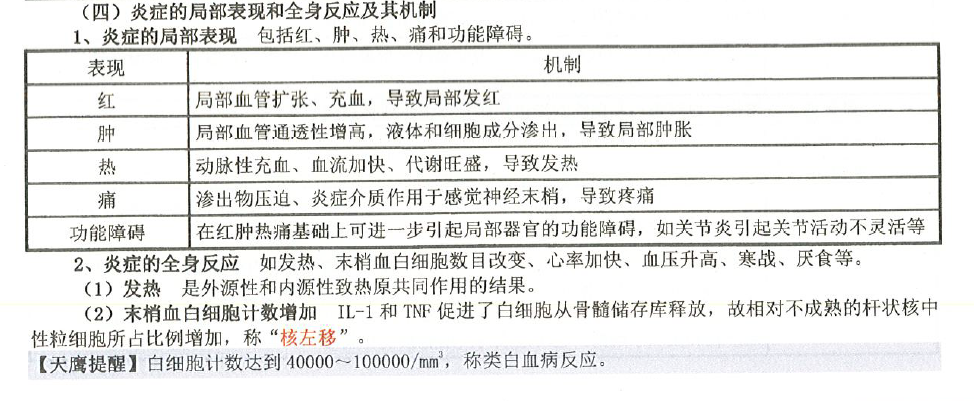 （四）炎症的局部表现和全身反应及其机制
1、炎症的局部表现 包括红、肿、热、痛和功能障碍。
表现 机制
红 局部血管扩张、充血，导致局部发红
肿 局部血管通透性增高，液体和细胞成分渗出，导致局部肿胀
热 动脉性充血、血流加快、代谢旺盛，导致发热
痛 渗出物压迫、炎症介质作用于感觉神经末梢，导致疼痛
功能障碍 在红肿热痛基础上可进一步引起局部器官的功能障碍，如关节炎引起关节活动不灵活等
2、炎症的全身反应 如发热、末梢血白细胞数目改变、心率加快、血压升高、寒战、厌食等。
（1）发热 是外源性和内源性致热原共同作用的结果。
（2）末梢血白细胞计数增加 IL-1 和 TNF 促进了白细胞从骨髓储存库释放，故相对不成熟的杆状核中
性粒细胞所占比例增加，称“核左移”。
【天鹰提醒】白细胞计数达到 40000～100000/mm³，称类白血病反应。